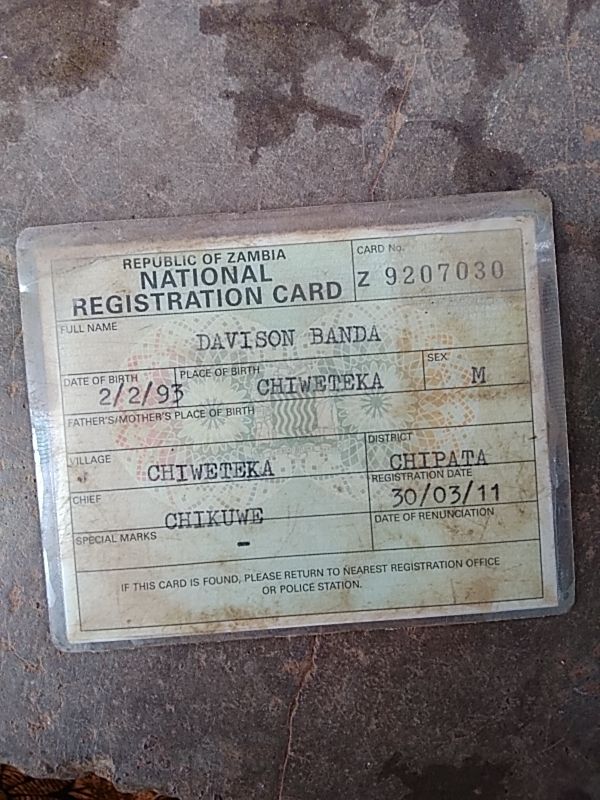 REPUBLIC OF ZAMBIA
NATIONAL
REGISTRATION CARD
CARD No.
Z 9207030
FULL NAME
DAVISON BANDA
DATE OF BIRTH
2/2/93
PLACE OF BIRTH
CHIWETEKA
SEX
M
FATHER'S/MOTHER'S PLACE OF BIRTH
VILLAGE
CHIWETEKA
DISTRICT
CHIPATA
CHIEF
CHIKUWE
REGISTRATION DATE
30/03/11
SPECIAL MARKS
-
DATE OF RENUNCIATION
IF THIS CARD IS FOUND, PLEASE RETURN TO NEAREST REGISTRATION OFFICE
OR POLICE STATION.